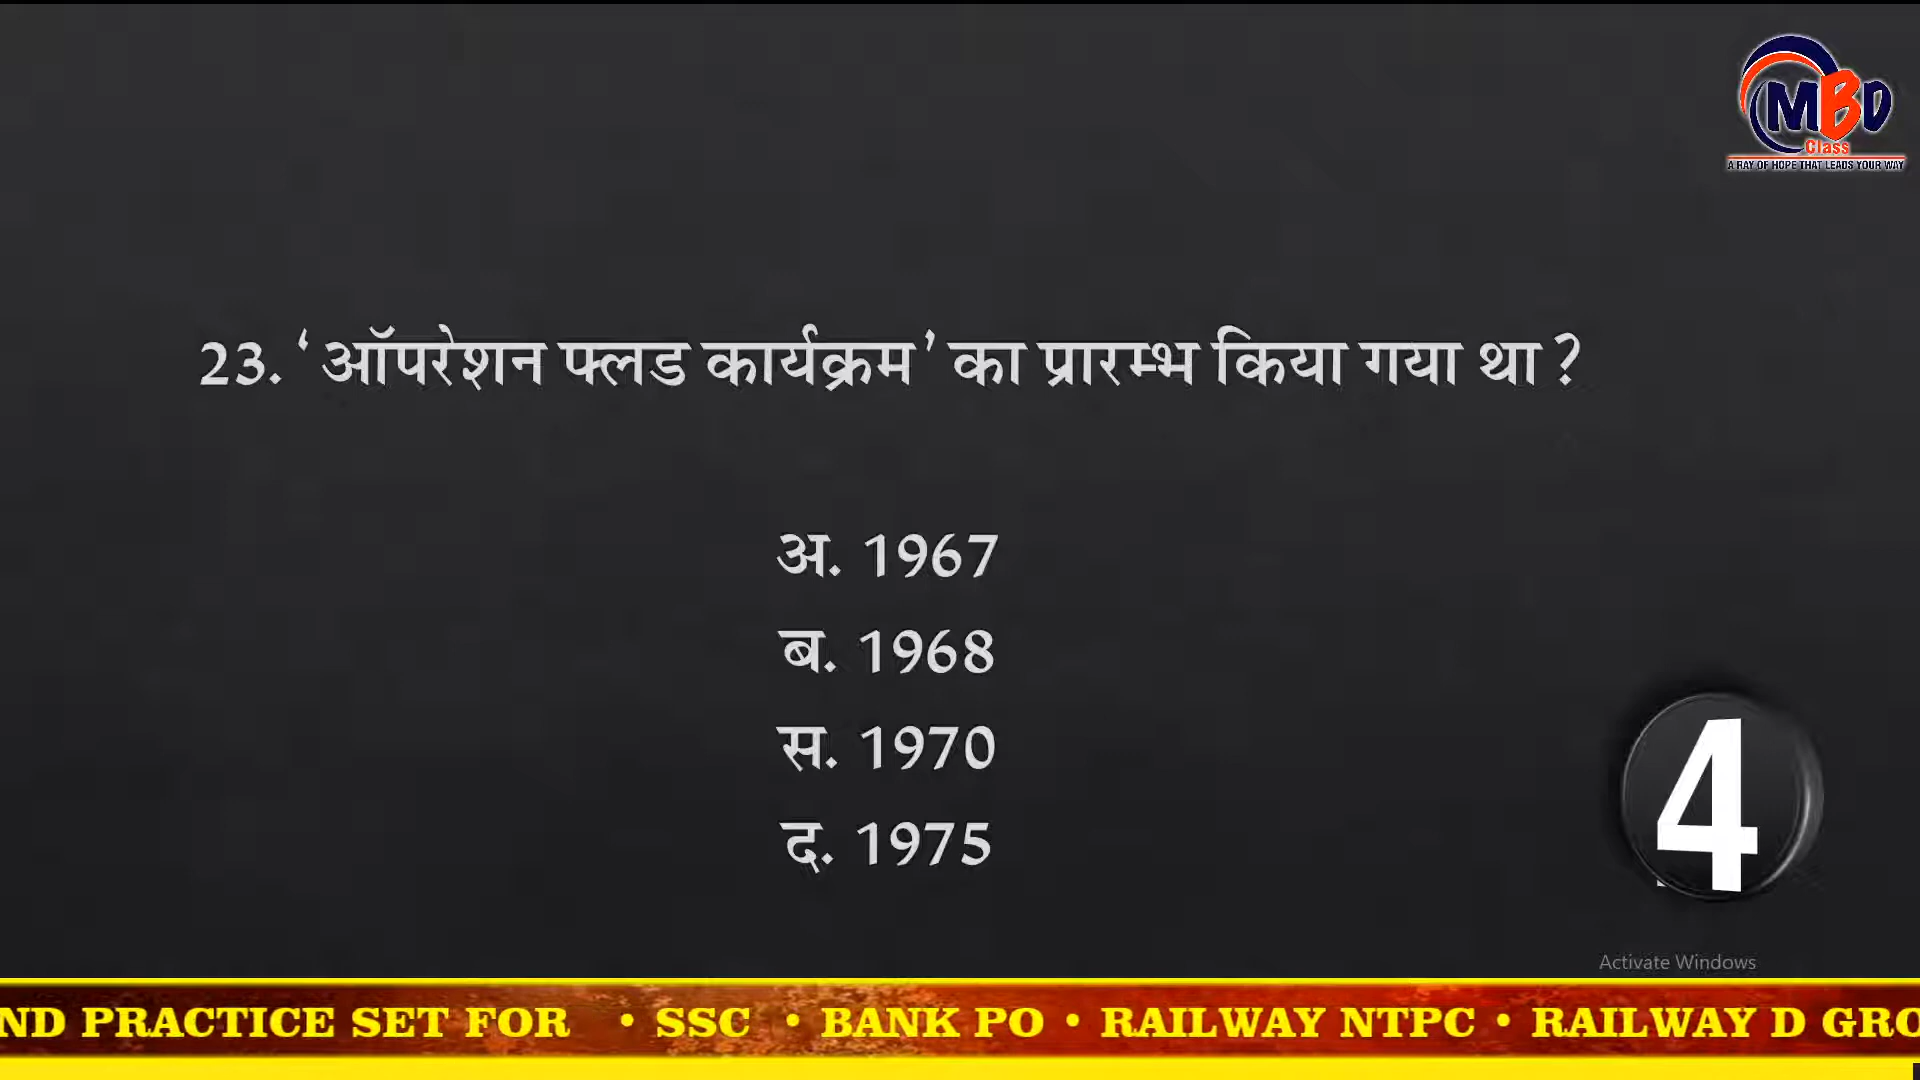 MBD
Class
A RAY OF HOPE THAT LEADS YOUR WAY
23. ‘ऑपरेशन फ्लड कार्यक्रम’ का प्रारम्भ किया गया था?
अ. 1967
ब. 1968
स. 1970
द. 1975
4
Activate Windows
ND PRACTICE SET FOR • SSC • BANK PO • RAILWAY NTPC • RAILWAY D GRO